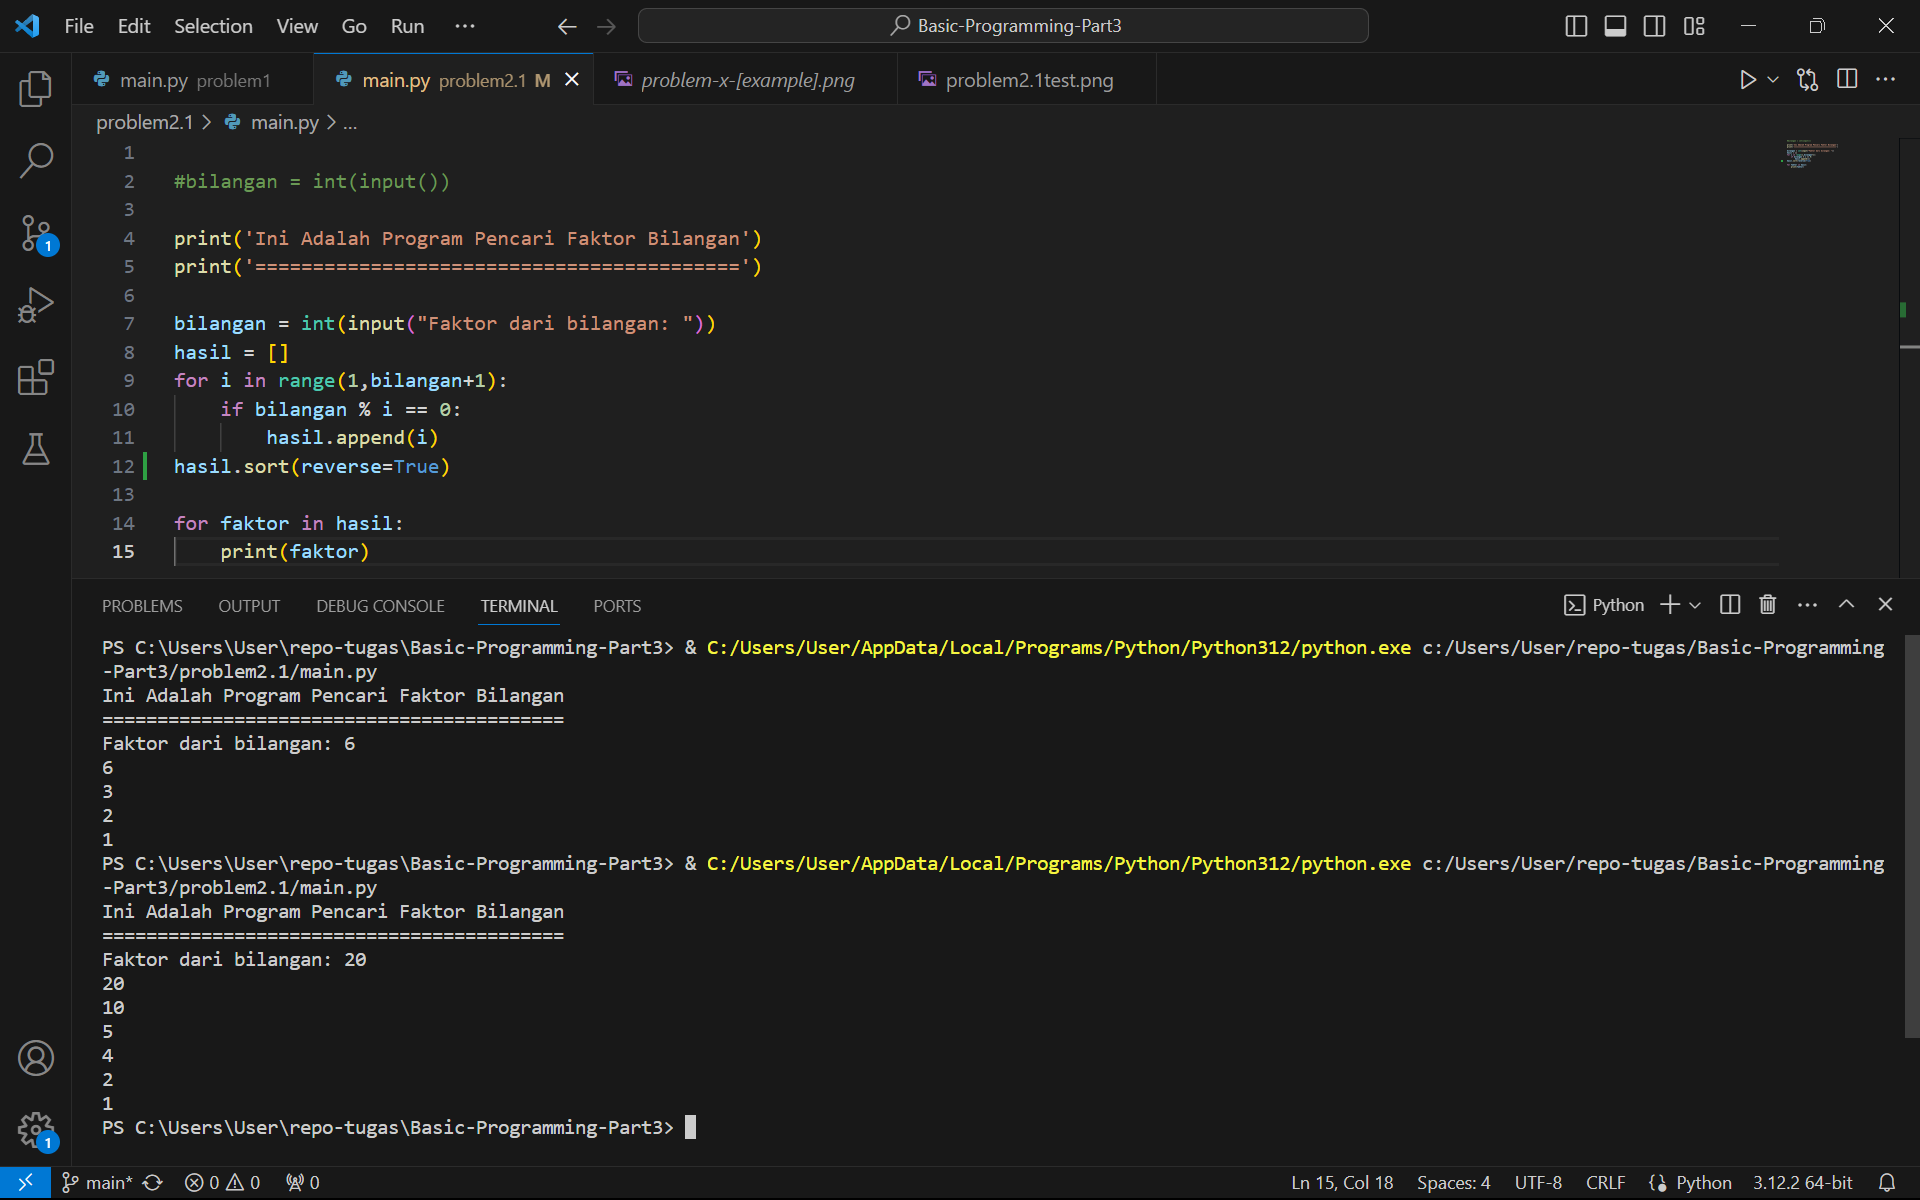 File Edit Selection View Go Run ··· Basic-Programming-Part3
main.py problem1 main.py problem2.1 M problem-x-[example].png problem2.1test.png
problem2.1 > main.py > ...
1
2 #bilangan = int(input())
3
4 print('Ini Adalah Program Pencari Faktor Bilangan')
5 print('==========================================')
6
7 bilangan = int(input("Faktor dari bilangan: "))
8 hasil = []
9 for i in range(1,bilangan+1):
10 if bilangan % i == 0:
11 hasil.append(i)
12 hasil.sort(reverse=True)
13
14 for faktor in hasil:
15 print(faktor)
PROBLEMS OUTPUT DEBUG CONSOLE TERMINAL PORTS Python
PS C:\Users\User\repo-tugas\Basic-Programming-Part3> & C:/Users/User/AppData/Local/Programs/Python/Python312/python.exe c:/Users/User/repo-tugas/Basic-Programming
-Part3/problem2.1/main.py
Ini Adalah Program Pencari Faktor Bilangan
==========================================
Faktor dari bilangan: 6
6
3
2
1
PS C:\Users\User\repo-tugas\Basic-Programming-Part3> & C:/Users/User/AppData/Local/Programs/Python/Python312/python.exe c:/Users/User/repo-tugas/Basic-Programming
-Part3/problem2.1/main.py
Ini Adalah Program Pencari Faktor Bilangan
==========================================
Faktor dari bilangan: 20
20
10
5
4
2
1
PS C:\Users\User\repo-tugas\Basic-Programming-Part3>
1
1
main* 0 0 0 Ln 15, Col 18 Spaces: 4 UTF-8 CRLF Python 3.12.2 64-bit